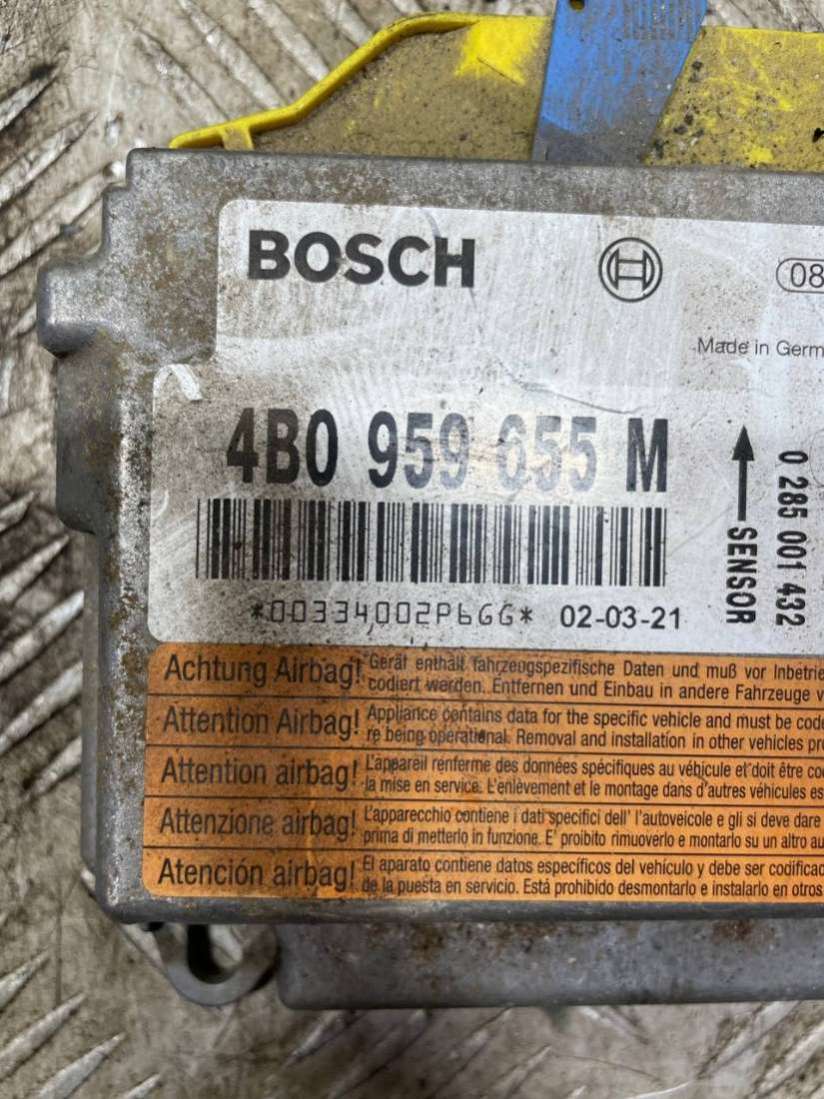 BOSCH
08
Made in Germ
4B0 959 655 M
SENSOR
0 285 001 432
*00334002P6GG* 02-03-21
Achtung Airbag! Gerät enthält fahrzeugspezifische Daten und muß vor Inbetrie
codiert werden. Entfernen und Einbau in andere Fahrzeuge v
Attention Airbag! Appliance contains data for the specific vehicle and must be code
re being operational. Removal and installation in other vehicles pro
Attention airbag! L'appareil renferme des données spécifiques au véhicule et doit être co
la mise en service. L'enlèvement et le montage dans d'autres véhicules es
Attenzione airbag! L'apparecchio contiene i dati specifici dell' l'autoveicole e gli si deve dare
prima di metterlo in funzione. E' proibito rimuoverlo e montarlo su un altro au
Atención airbag! El aparato contiene datos específicos del vehículo y debe ser codifica
de la puesta en servicio. Está prohibido desmontarlo e instalarlo en otros